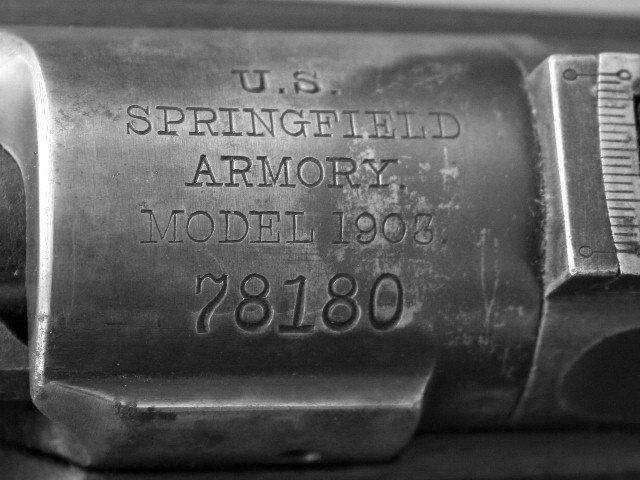 U.S.
SPRINGFIELD
ARMORY.
MODEL 1903.
78180